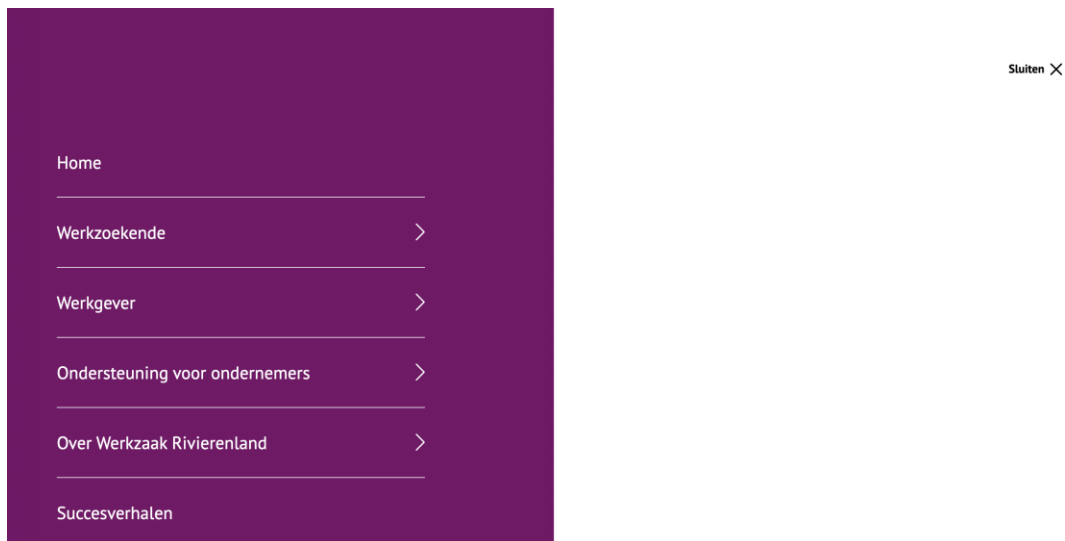 Sluiten
Home
Werkzoekende
Werkgever
Ondersteuning voor ondernemers
Over Werkzaak Rivierenland
Succesverhalen